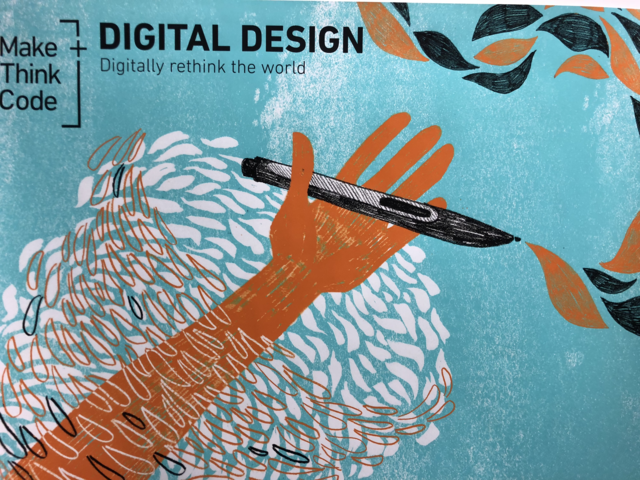 Make
Think
Code
+ DIGITAL DESIGN
Digitally rethink the world